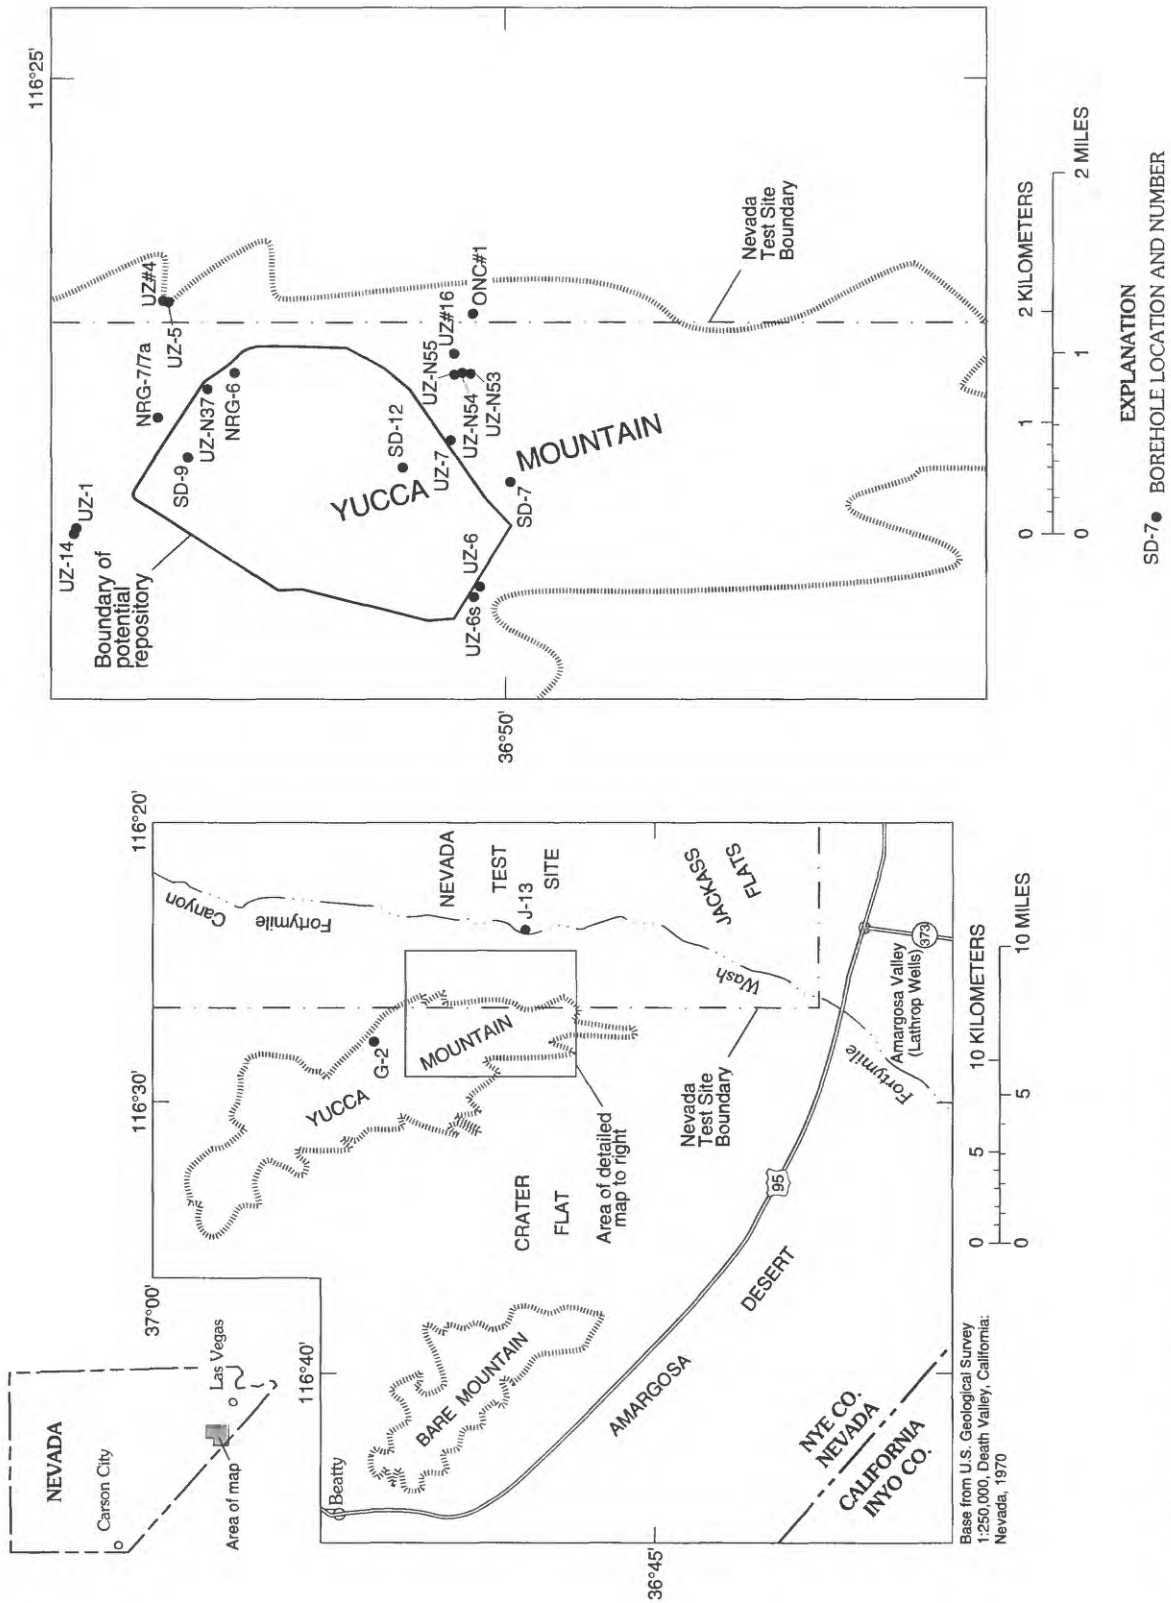 NEVADA
Carson City
Las Vegas
Area of map
116°40'
116°30'
116°20'
37°00'
36°45'
Beatty
BARE MOUNTAIN
CRATER
FLAT
YUCCA
MOUNTAIN
G-2
Fortymile
Canyon
NEVADA
TEST
SITE
J-13
JACKASS
FLATS
Wash
Fortymile
Area of detailed
map to right
Nevada
Test Site
Boundary
95
373
Amargosa Valley
(Lathrop Wells)
AMARGOSA
DESERT
NYE CO.
NEVADA
CALIFORNIA
INYO CO.
Base from U.S. Geological Survey
1:250,000, Death Valley, California:
Nevada, 1970
0
5
10 KILOMETERS
0
5
10 MILES
116°25'
36°50'
UZ-14
UZ-1
Boundary of
potential
repository
NRG-7/7a
UZ#4
UZ-5
SD-9
UZ-N37
NRG-6
SD-12
YUCCA
MOUNTAIN
UZ-7
UZ-N55
UZ#16
UZ-N54
UZ-N53
ONC#1
UZ-6s
UZ-6
SD-7
Nevada
Test Site
Boundary
0
1
2 KILOMETERS
0
1
2 MILES
EXPLANATION
SD-7 BOREHOLE LOCATION AND NUMBER